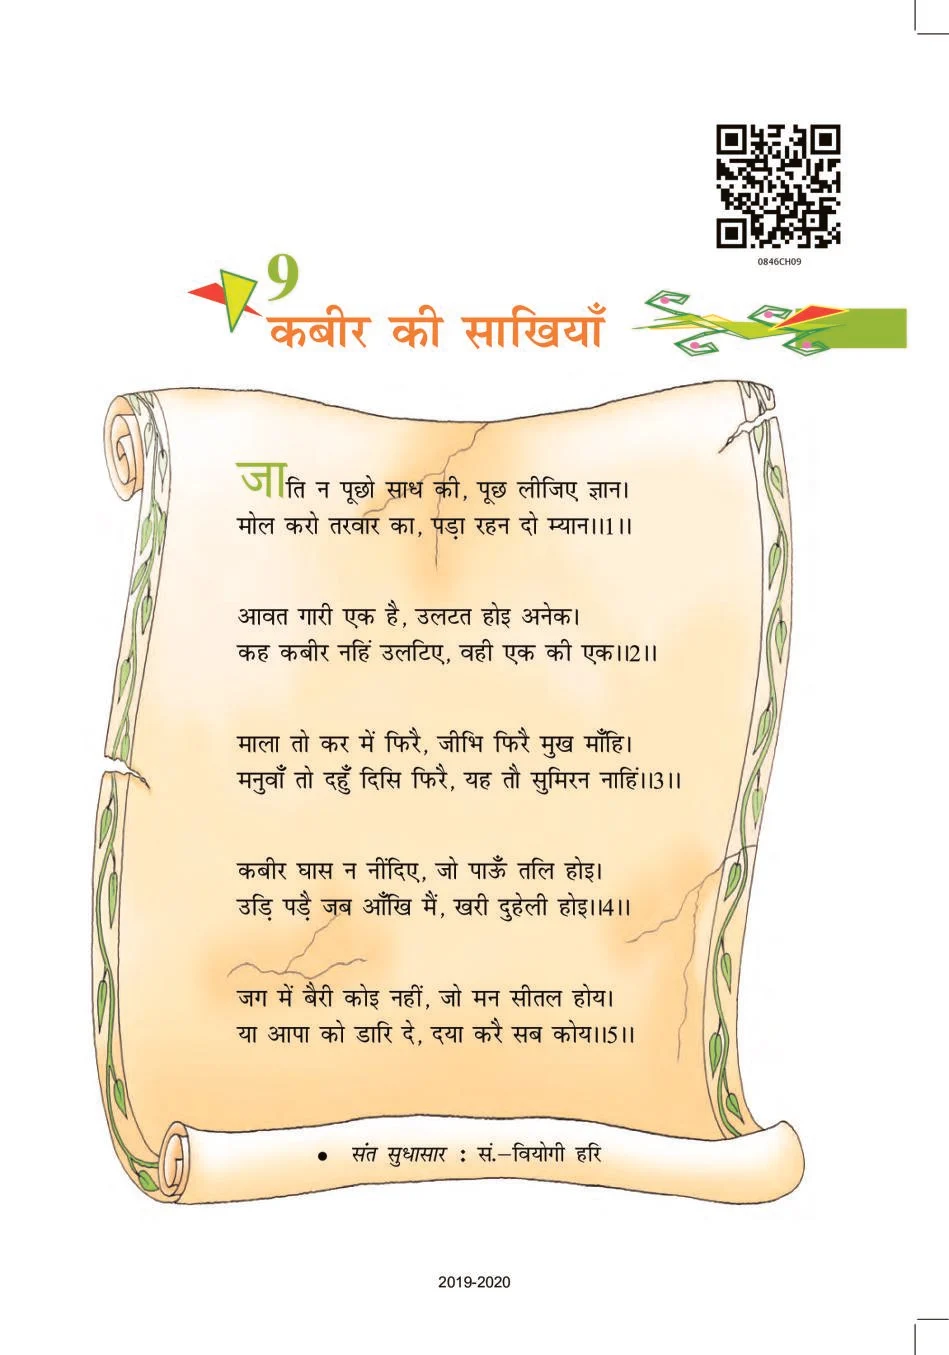 0846CH09
9
कबीर की साखियाँ
जाति न पूछो साध की, पूछ लीजिए ज्ञान।
मोल करो तरवार का, पड़ा रहन दो म्यान।।1।।
आवत गारी एक है, उलटत होइ अनेक।
कह कबीर नहिं उलटिए, वही एक की एक।।2।।
माला तो कर में फिरै, जीभि फिरै मुख माँहि।
मनुवाँ तो दहुँ दिसि फिरै, यह तौ सुमिरन नाहिं।।3।।
कबीर घास न नींदिए, जो पाऊँ तलि होइ।
उड़ि पड़ै जब आँखि मैं, खरी दुहेली होइ।।4।।
जग में बैरी कोइ नहीं, जो मन सीतल होय।
या आपा को डारि दे, दया करै सब कोय।।5।।
• संत सुधासार : सं.–वियोगी हरि
2019-2020